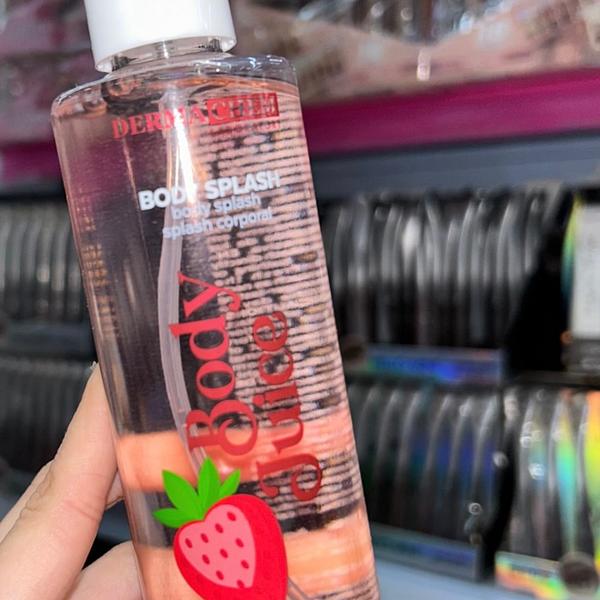 DERMACHEM
BODY SPLASH
body splash
splash corporal
Body
Juice